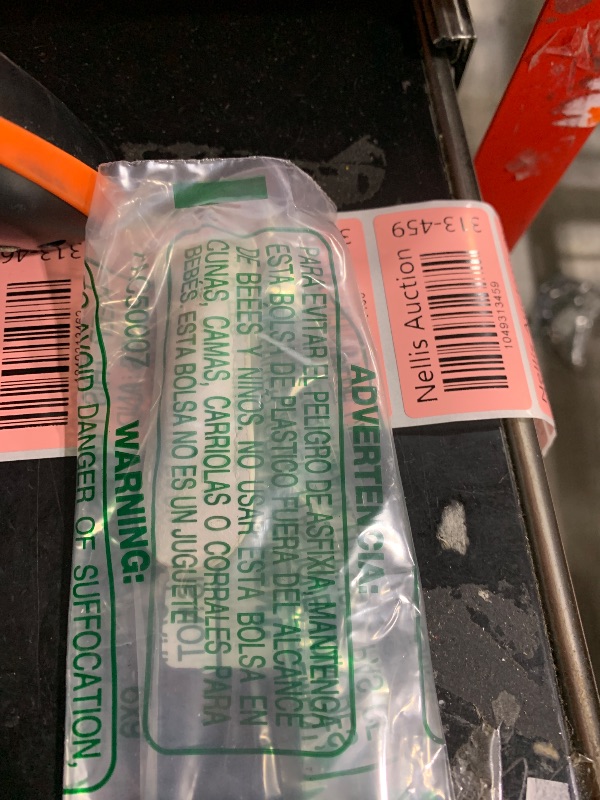 ADVERTENCIA:
PARA EVITAR EL PELIGRO DE ASFIXIA, MANTENGA
ESTA BOLSA DE PLASTICO FUERA DEL ALCANCE
DE BEBES Y NIÑOS. NO USAR ESTA BOLSA EN
CUNAS, CAMAS, CARRIOLAS O CORRALES PARA
BEBES. ESTA BOLSA NO ES UN JUGUETE
WARNING:
AVOID DANGER OF SUFFOCATION,
313-459
Nellis Auction
1049313459